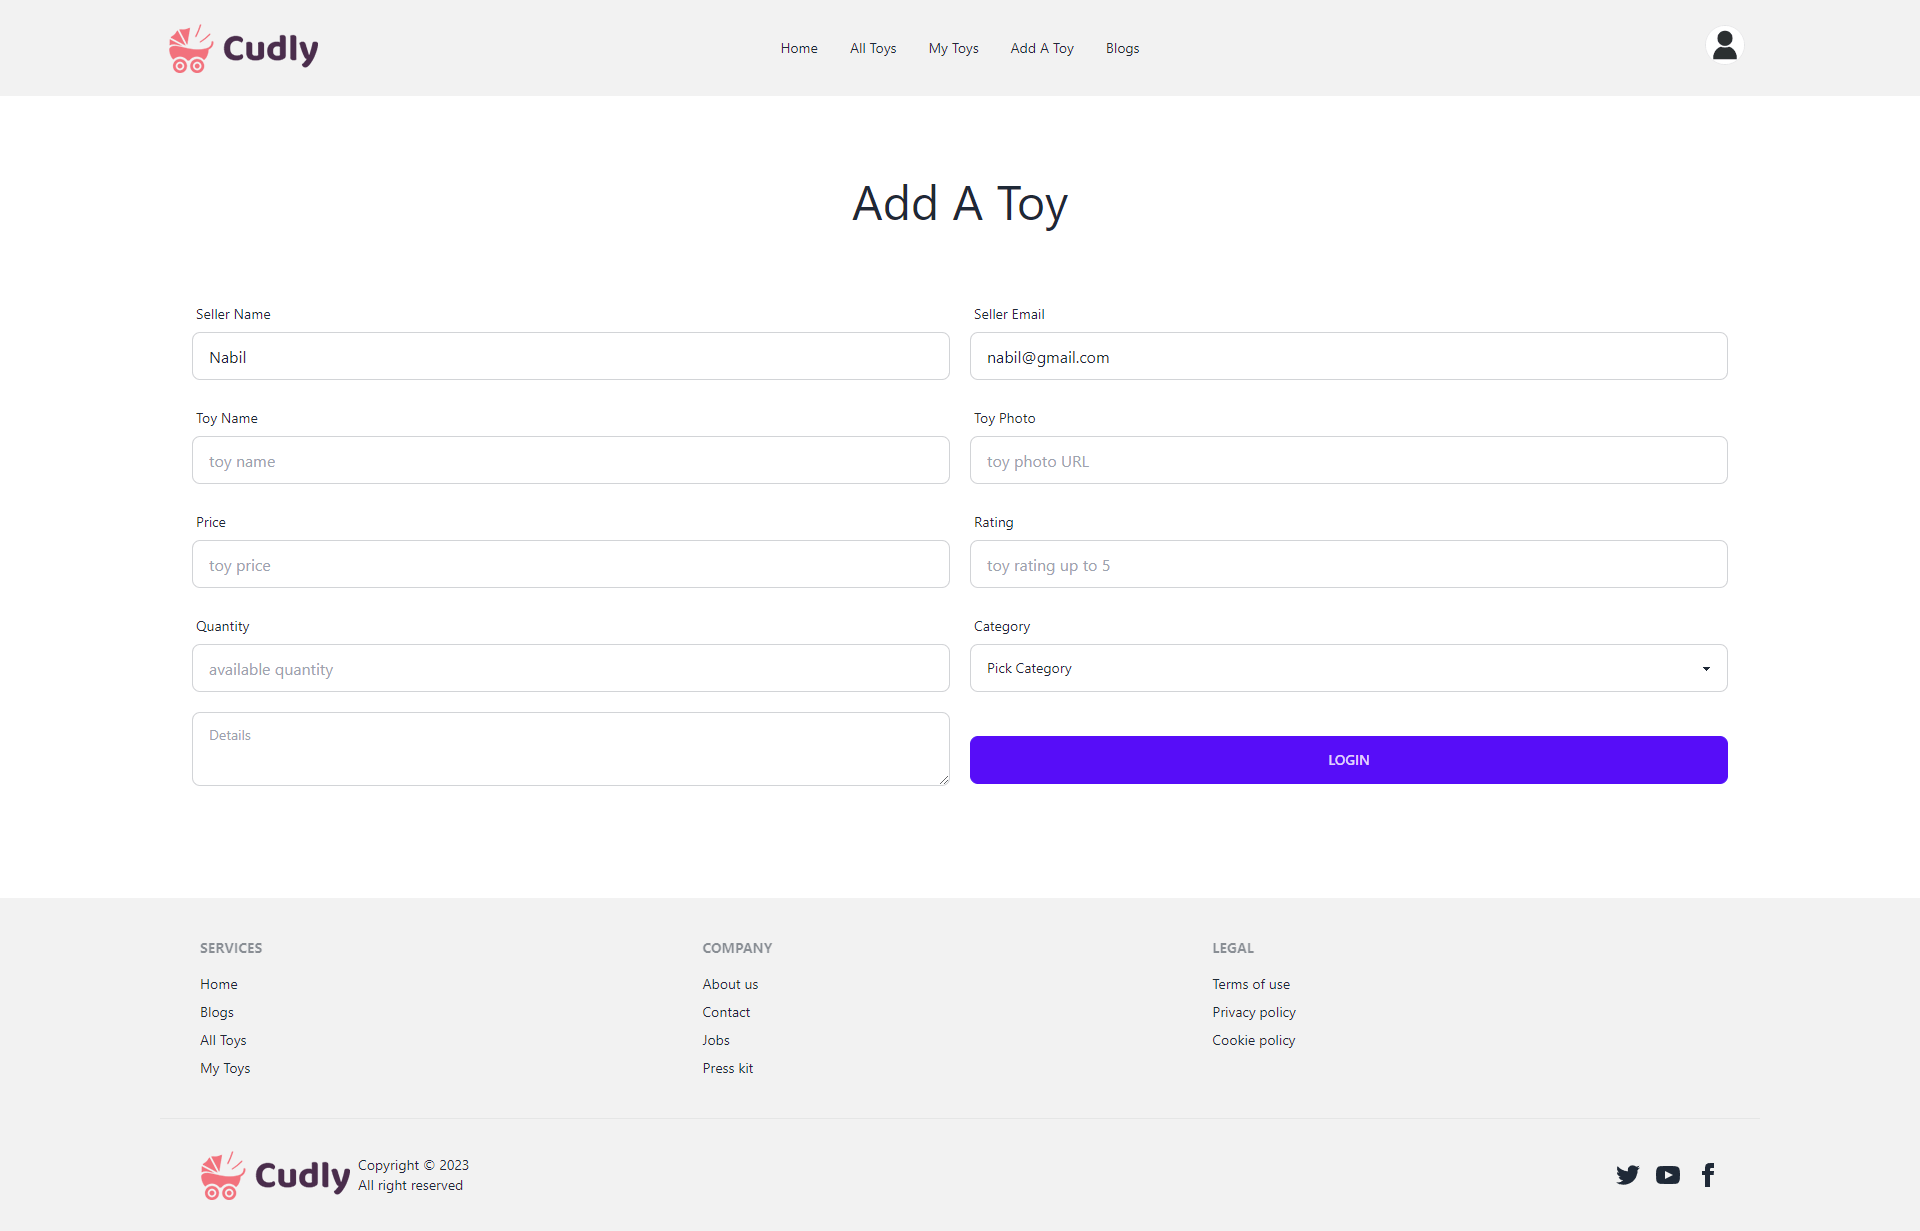 Cudly
Home All Toys My Toys Add A Toy Blogs
Add A Toy
Seller Name
Nabil
Seller Email
nabil@gmail.com
Toy Name
toy name
Toy Photo
toy photo URL
Price
toy price
Rating
toy rating up to 5
Quantity
available quantity
Category
Pick Category
Details
LOGIN
SERVICES
Home
Blogs
All Toys
My Toys
COMPANY
About us
Contact
Jobs
Press kit
LEGAL
Terms of use
Privacy policy
Cookie policy
Cudly
Copyright © 2023
All right reserved